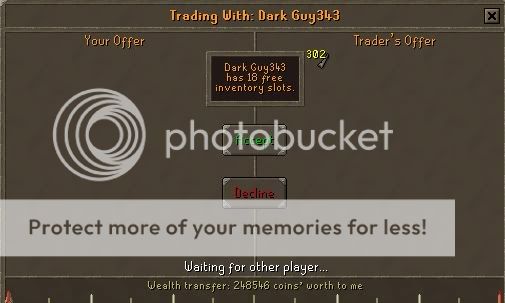 Trading With: Dark Guy343
Your Offer
Trader's Offer
302
Dark Guy343
has 18 free
inventory slots.
photobucket
Accept
Decline
Protect more of your memories for less!
Waiting for other player...
Wealth transfer: 248546 coins' worth to me